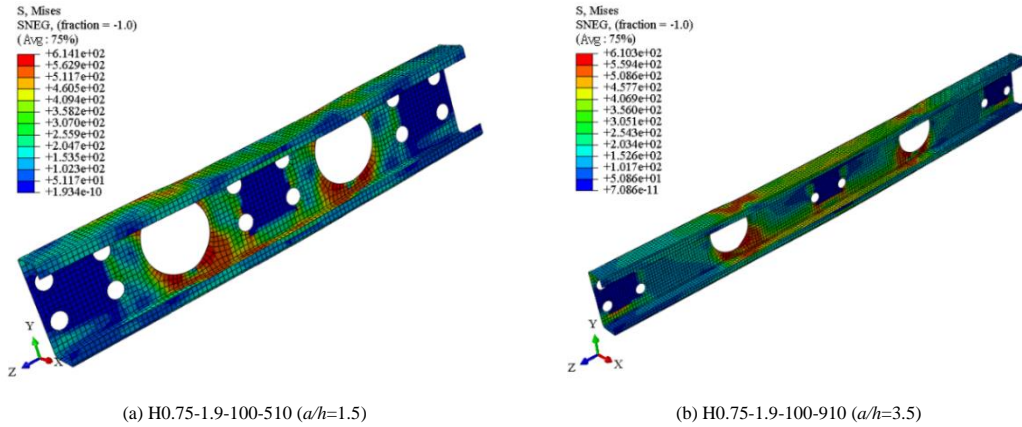 S, Mises
SNEG, (fraction = -1.0)
(Avg: 75%)
+6.141e+02
+5.629e+02
+5.117e+02
+4.605e+02
+4.094e+02
+3.582e+02
+3.070e+02
+2.559e+02
+2.047e+02
+1.535e+02
+1.023e+02
+5.117e+01
+1.934e-10
Y
Z
X
S, Mises
SNEG, (fraction = -1.0)
(Avg: 75%)
+6.103e+02
+5.594e+02
+5.086e+02
+4.577e+02
+4.069e+02
+3.560e+02
+3.051e+02
+2.543e+02
+2.034e+02
+1.526e+02
+1.017e+02
+5.086e+01
+7.086e-11
Y
Z
X
(a) H0.75-1.9-100-510 (a/h=1.5)
(b) H0.75-1.9-100-910 (a/h=3.5)